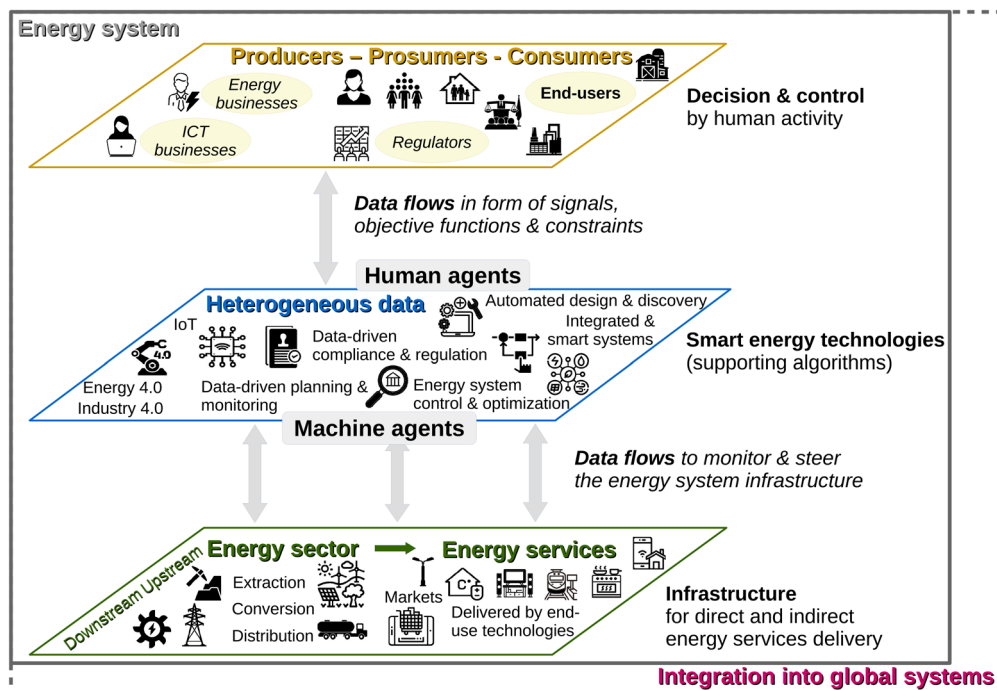 Energy system
Producers – Prosumers - Consumers
Energy
businesses
End-users
ICT
businesses
Regulators
Decision & control
by human activity
Data flows in form of signals,
objective functions & constraints
Human agents
Heterogeneous data
Automated design & discovery
IoT
Integrated &
smart systems
Data-driven
compliance & regulation
4.0
Energy 4.0
Industry 4.0
Data-driven planning &
monitoring
Energy system
control & optimization
Smart energy technologies
(supporting algorithms)
Machine agents
Data flows to monitor & steer
the energy system infrastructure
Downstream Upstream
Energy sector
Energy services
Extraction
Conversion
Distribution
Markets
C°
Delivered by end-
use technologies
Infrastructure
for direct and indirect
energy services delivery
Integration into global systems